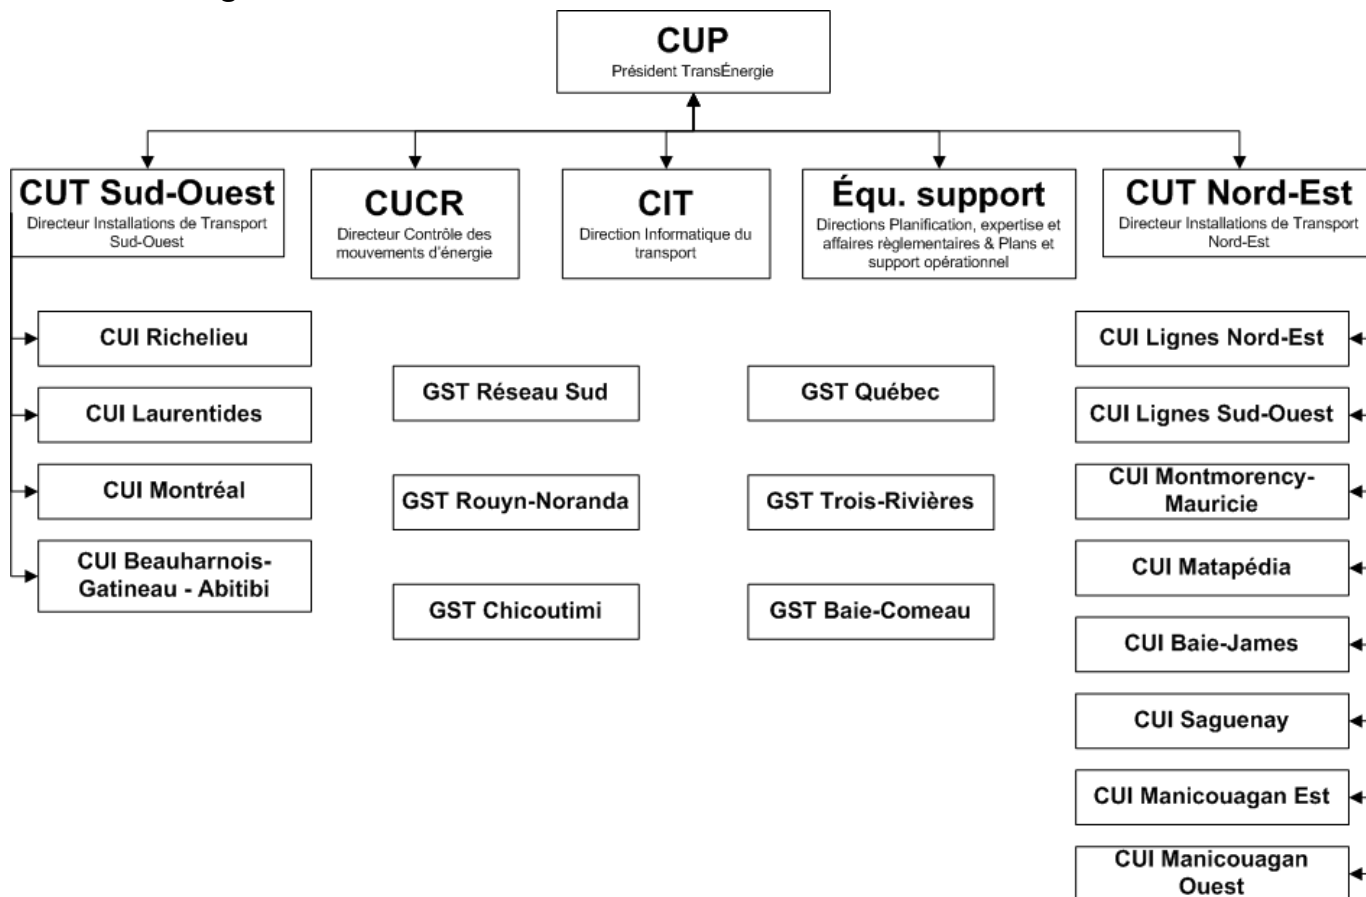 CUP
Président TransÉnergie
CUT Sud-Ouest
Directeur Installations de Transport
Sud-Ouest
CUCR
Directeur Contrôle des
mouvements d'énergie
CIT
Direction Informatique du
transport
Équ. support
Directions Planification, expertise et
affaires règlementaires & Plans et
support opérationnel
CUT Nord-Est
Directeur Installations de Transport
Nord-Est
CUI Richelieu
CUI Laurentides
CUI Montréal
CUI Beauharnois-
Gatineau - Abitibi
GST Réseau Sud
GST Rouyn-Noranda
GST Chicoutimi
GST Québec
GST Trois-Rivières
GST Baie-Comeau
CUI Lignes Nord-Est
CUI Lignes Sud-Ouest
CUI Montmorency-
Mauricie
CUI Matapédia
CUI Baie-James
CUI Saguenay
CUI Manicouagan Est
CUI Manicouagan
Ouest